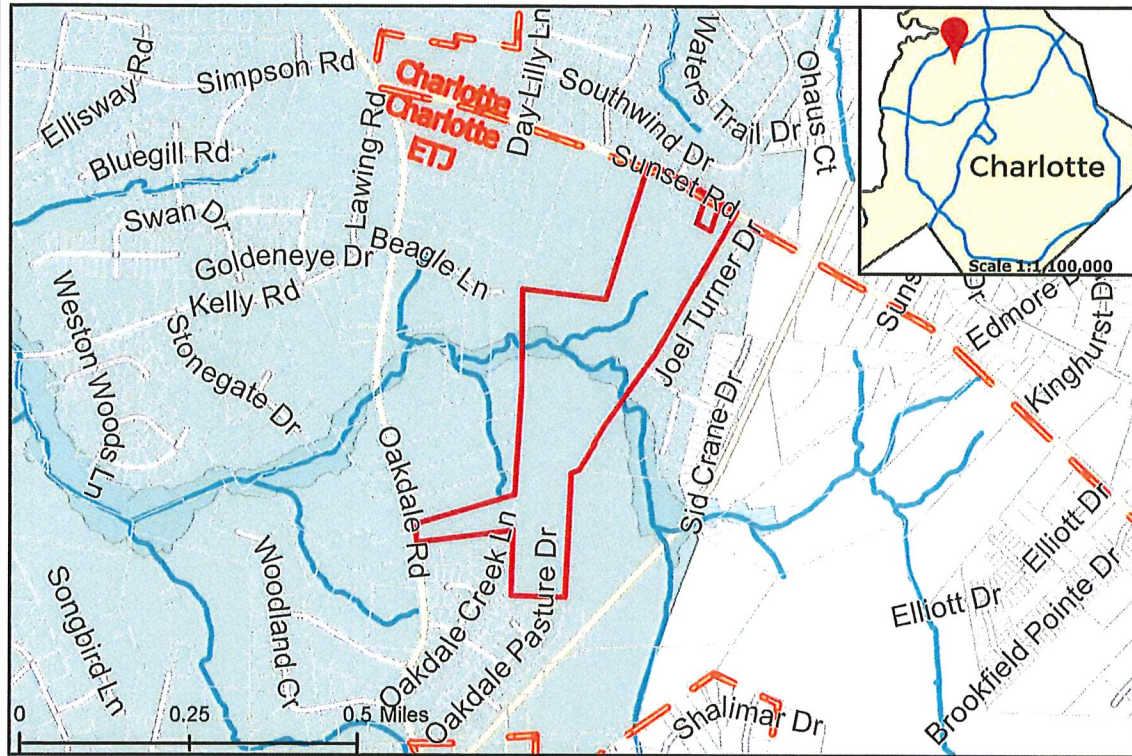 Ellisway Rd
Simpson Rd
Bluegill Rd
Swan Dr
Goldeneye Dr
Kelly Rd
Lawing Rd
Beagle Ln
Charlotte
Charlotte
ETJ
Day-Lilly Ln
Southwind Dr
Waters Trail Dr
Ohaus Ct
Sunset Rd
Joel Turner Dr
Sid Crane Dr
Weston Woods Ln
Stonegate Dr
Oakdale Rd
Woodland Cr
Songbird Ln
Oakdale Creek Ln
Oakdale Pasture Dr
Shalimar Dr
Edmore D
Kinghurst D
Elliott Dr
Elliott Dr
Brookfield Pointe Dr
Suns
Dr
Charlotte
Scale 1:1,100,000
0 0.25 0.5 Miles